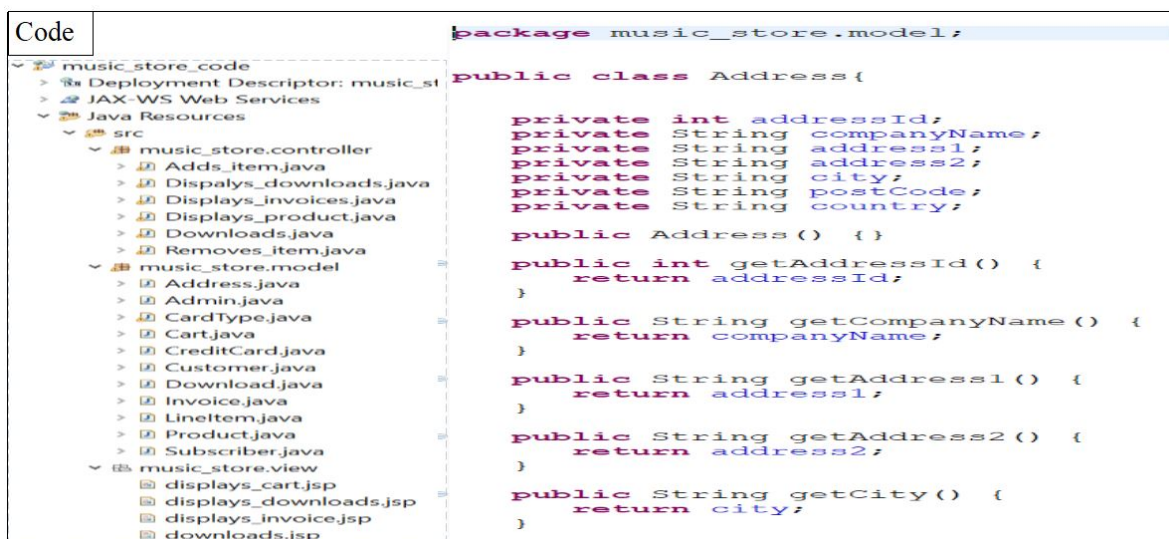 Code
music_store_code
Deployment Descriptor: music_st
JAX-WS Web Services
Java Resources
src
music_store.controller
Adds_item.java
Dispalys_downloads.java
Displays_invoices.java
Displays_product.java
Downloads.java
Removes_item.java
music_store.model
Address.java
Admin.java
CardType.java
Cart.java
CreditCard.java
Customer.java
Download.java
Invoice.java
LineItem.java
Product.java
Subscriber.java
music_store.view
displays_cart.jsp
displays_downloads.jsp
displays_invoice.jsp
downloads.jsp
package music_store.model;
public class Address{
private int addressId;
private String companyName;
private String address1;
private String address2;
private String city;
private String postCode;
private String country;
public Address() {}
public int getAddressId() {
return addressId;
}
public String getCompanyName() {
return companyName;
}
public String getAddress1() {
return address1;
}
public String getAddress2() {
return address2;
}
public String getCity() {
return city;
}